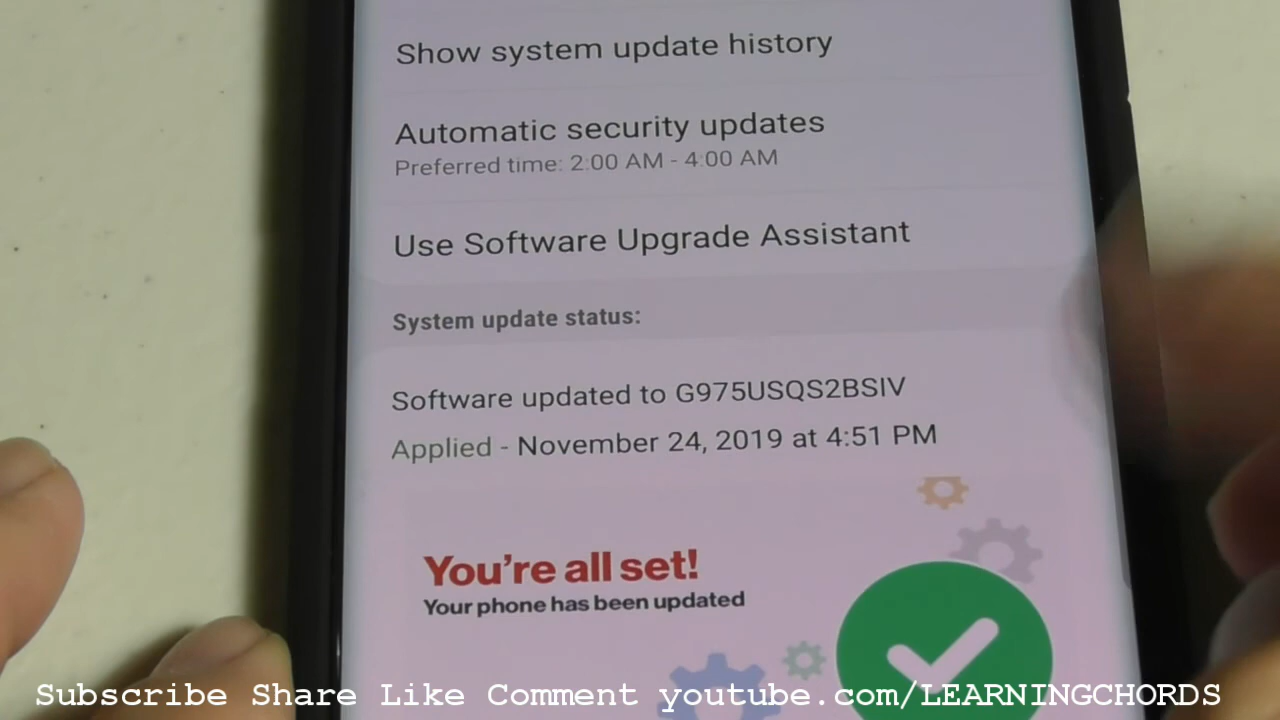 Show system update history
Automatic security updates
Preferred time: 2:00 AM - 4:00 AM
Use Software Upgrade Assistant
System update status:
Software updated to G975USQS2BSIV
Applied - November 24, 2019 at 4:51 PM
You're all set!
Your phone has been updated
Subscribe Share Like Comment youtube.com/LEARNINGCHORDS